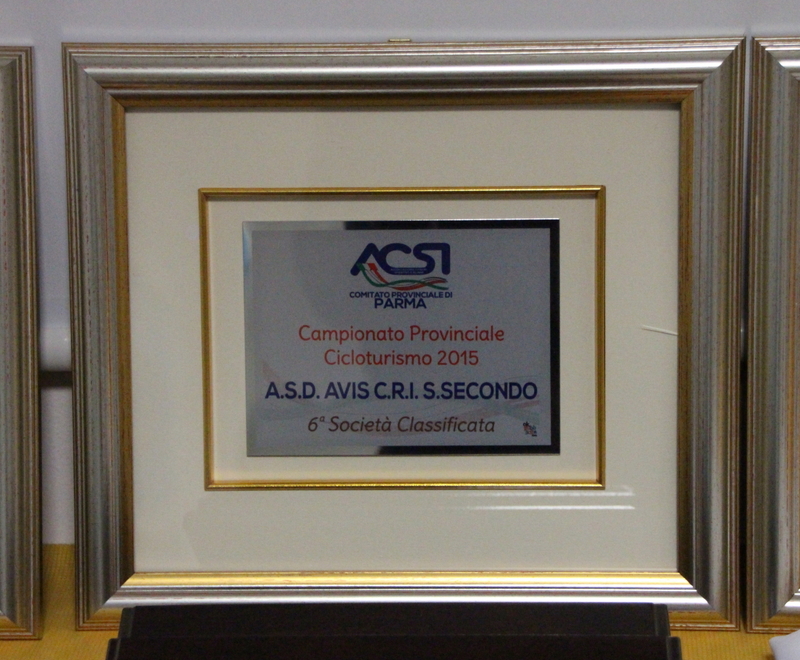 ACSI
COMITATO PROVINCIALE DI
PARMA
Campionato Provinciale
Cicloturismo 2015
A.S.D. AVIS C.R.I. S.SECONDO
6ª Società Classificata